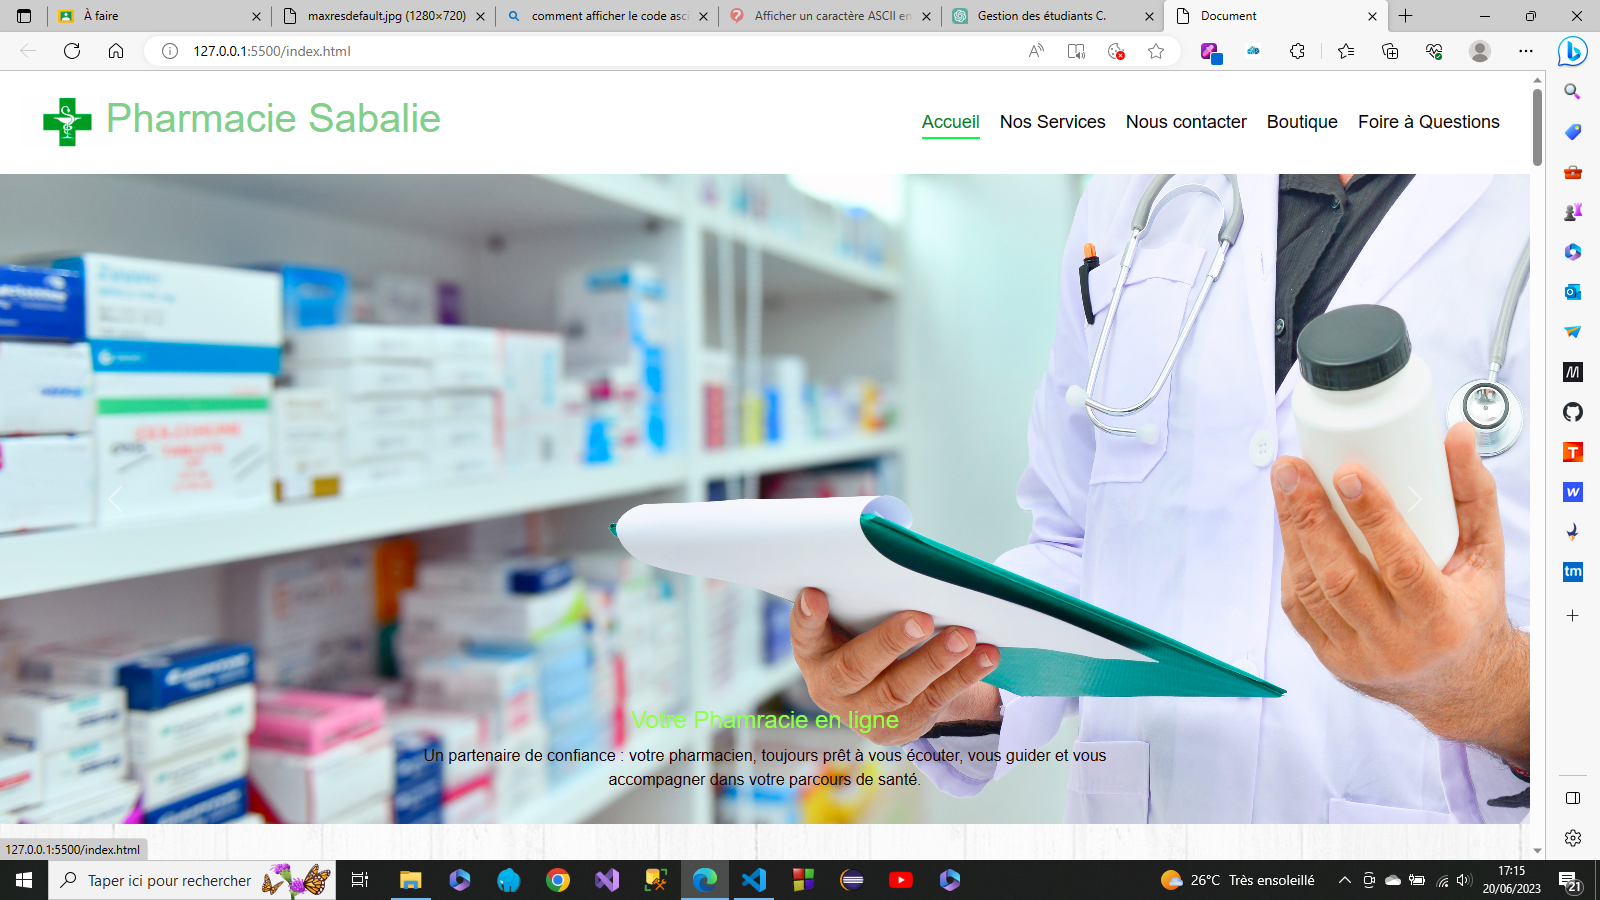 À faire
maxresdefault.jpg (1280×720)
comment afficher le code asci
Afficher un caractère ASCII en
Gestion des étudiants C.
Document
127.0.0.1:5500/index.html
Pharmacie Sabalie
Accueil
Nos Services
Nous contacter
Boutique
Foire à Questions
Votre Phamracie en ligne
Un partenaire de confiance : votre pharmacien, toujours prêt à vous écouter, vous guider et vous
accompagner dans votre parcours de santé.
127.0.0.1:5500/index.html
Taper ici pour rechercher
26°C Très ensoleillé
17:15
20/06/2023
21